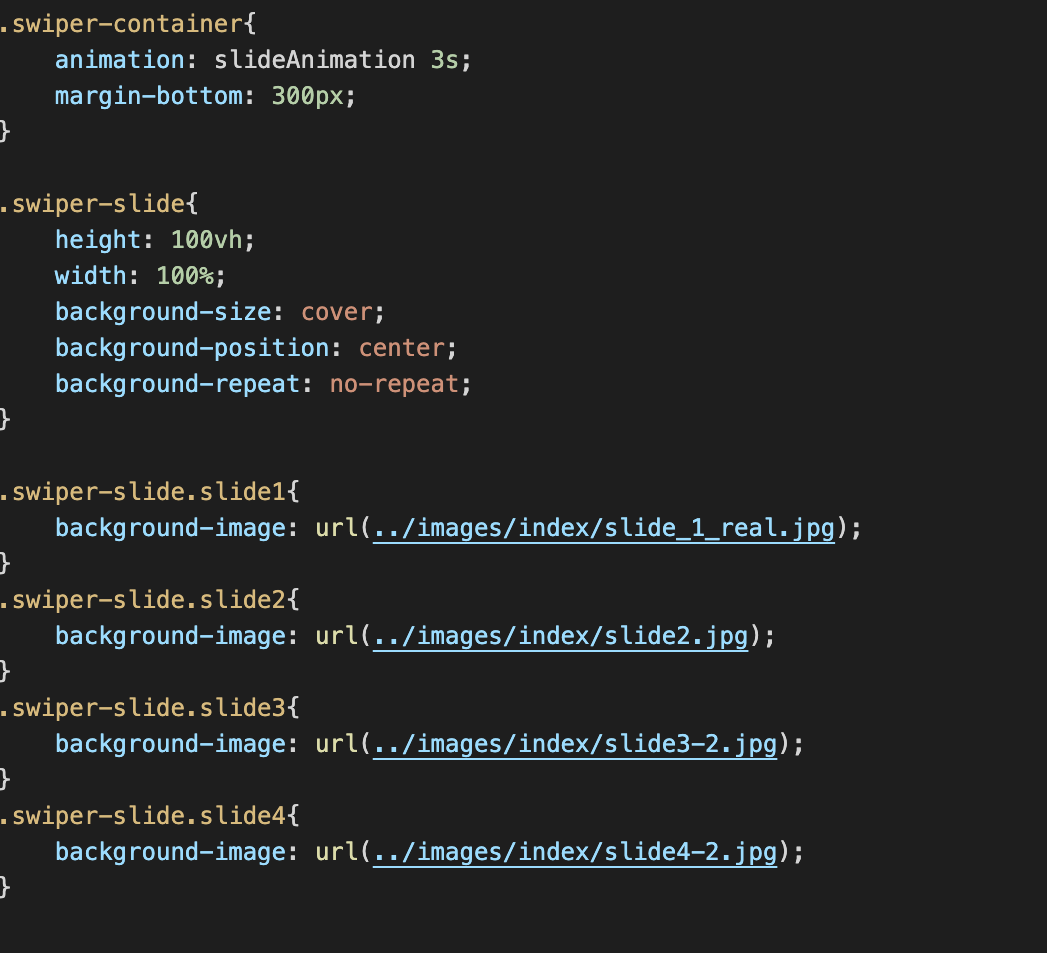 .swiper-container{
    animation: slideAnimation 3s;
    margin-bottom: 300px;
}

.swiper-slide{
    height: 100vh;
    width: 100%;
    background-size: cover;
    background-position: center;
    background-repeat: no-repeat;
}

.swiper-slide.slide1{
    background-image: url(../images/index/slide_1_real.jpg);
}
.swiper-slide.slide2{
    background-image: url(../images/index/slide2.jpg);
}
.swiper-slide.slide3{
    background-image: url(../images/index/slide3-2.jpg);
}
.swiper-slide.slide4{
    background-image: url(../images/index/slide4-2.jpg);
}